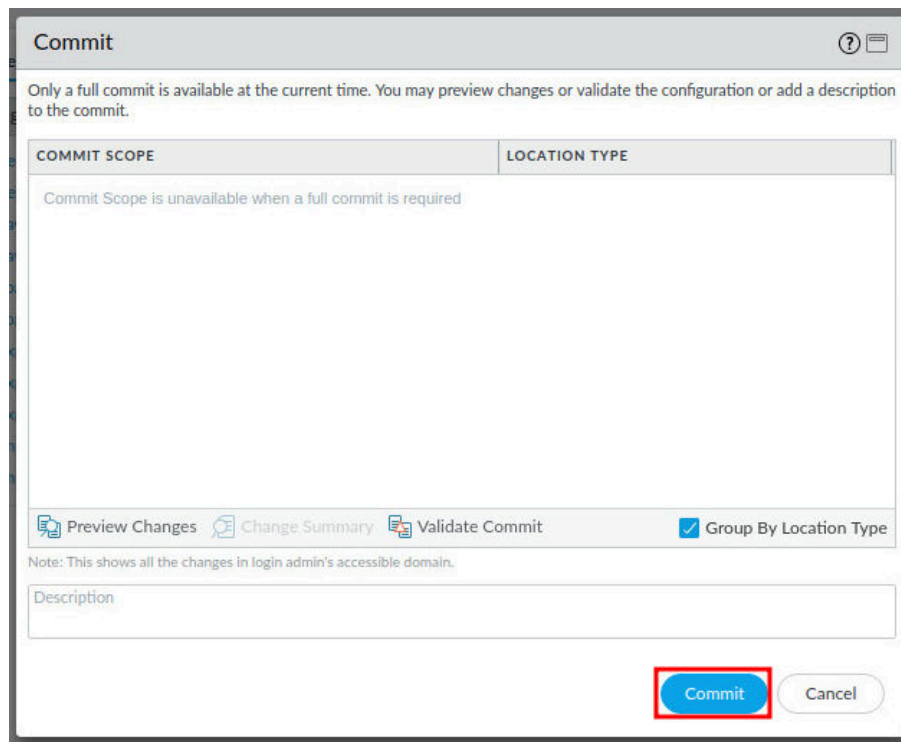 Commit
Only a full commit is available at the current time. You may preview changes or validate the configuration or add a description
to the commit.
COMMIT SCOPE LOCATION TYPE
Commit Scope is unavailable when a full commit is required
Preview Changes Change Summary Validate Commit Group By Location Type
Note: This shows all the changes in login admin's accessible domain.
Description
Commit Cancel